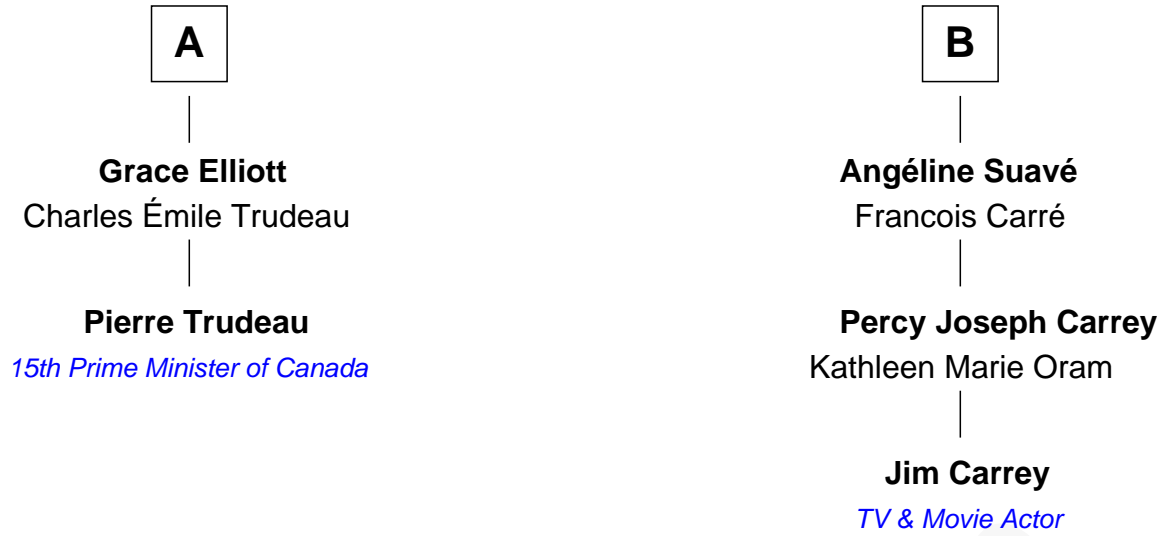 A
B
Grace Elliott
Charles Émile Trudeau
Pierre Trudeau
15th Prime Minister of Canada
Angéline Suavé
Francois Carré
Percy Joseph Carrey
Kathleen Marie Oram
Jim Carrey
TV & Movie Actor